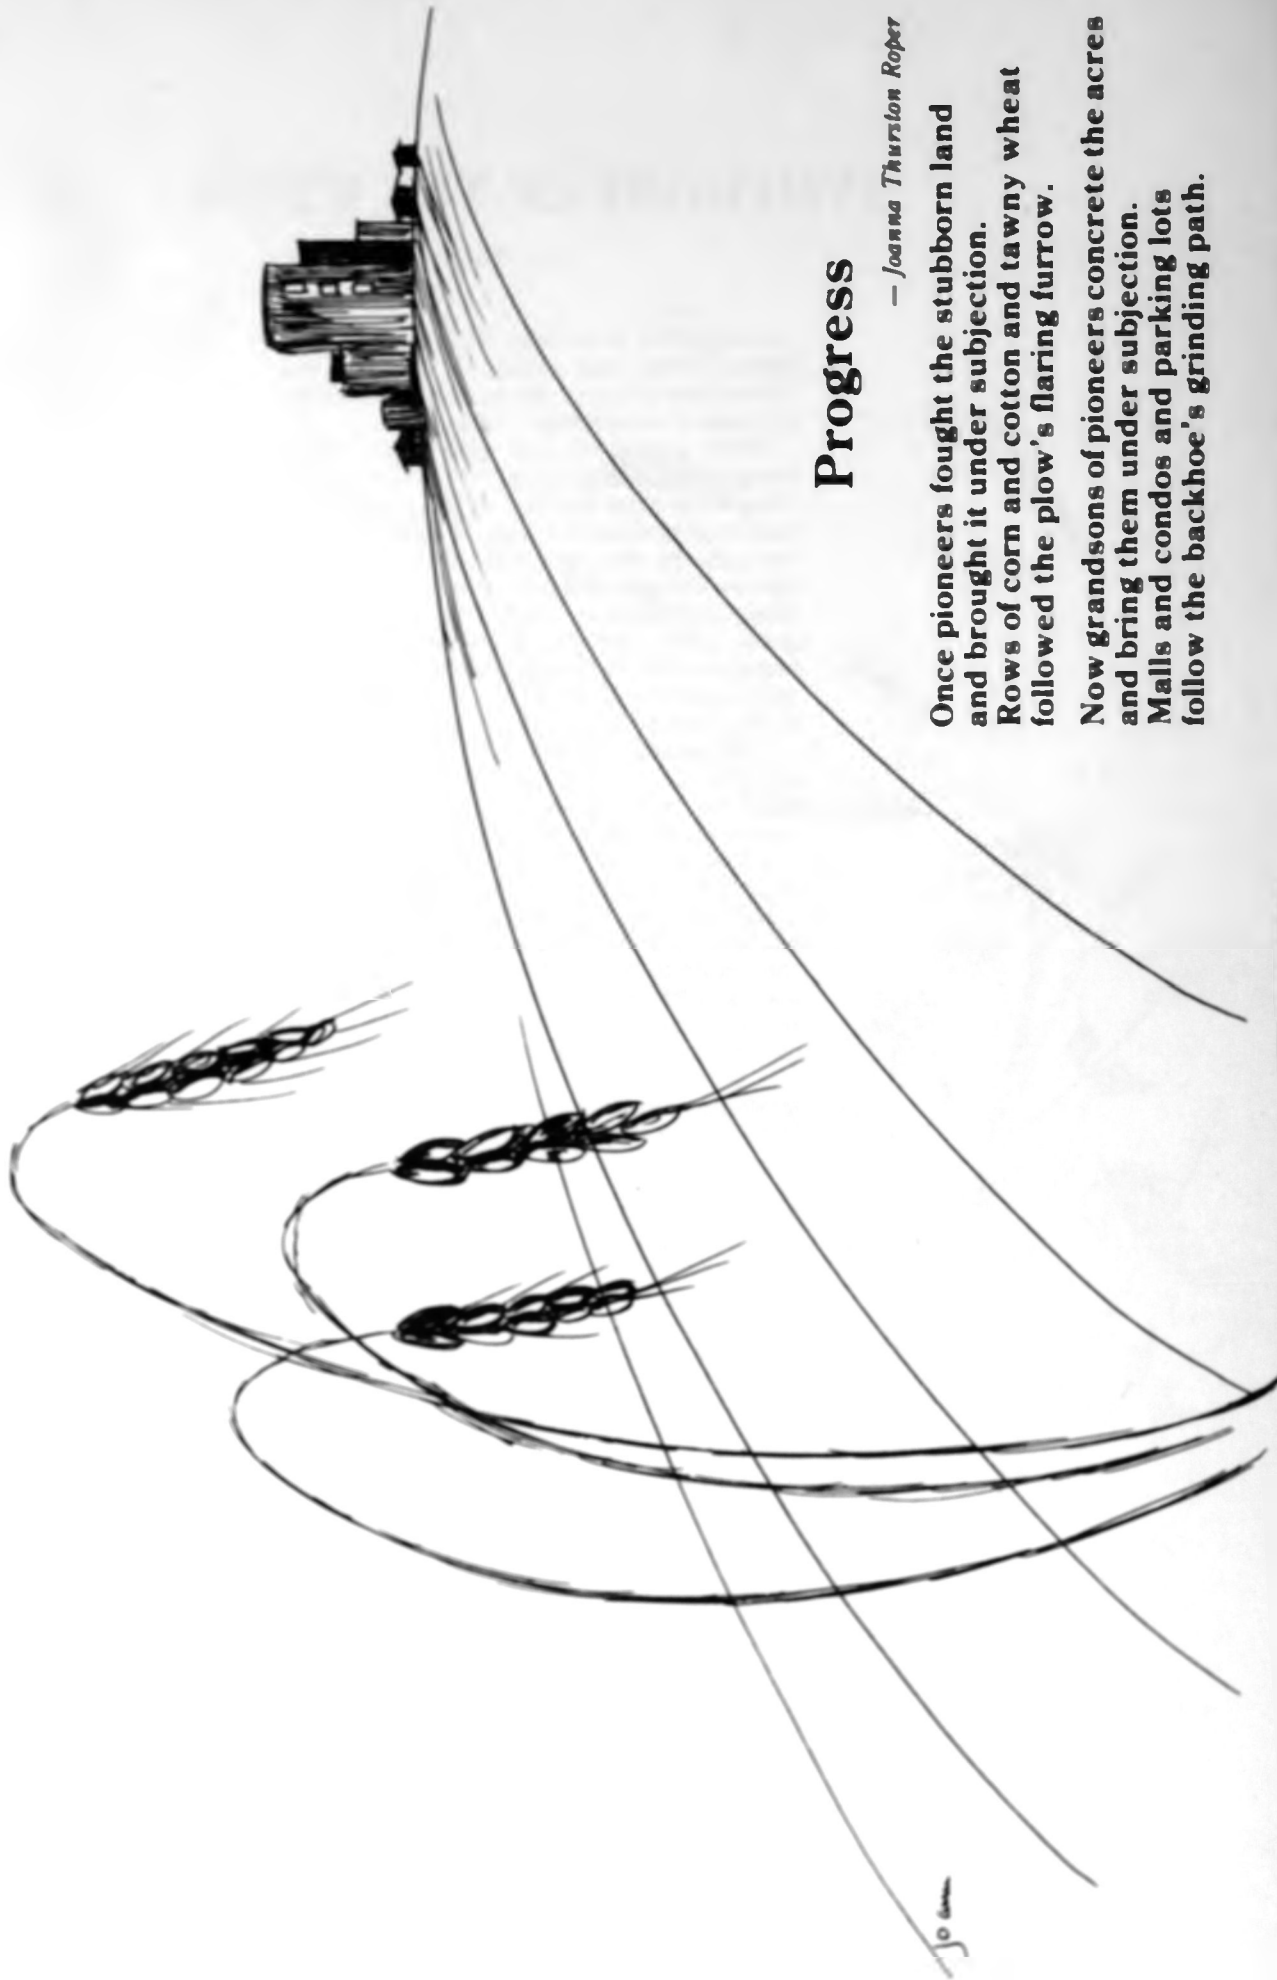 Progress
— Joanna Thurston Roper
Once pioneers fought the stubborn land
and brought it under subjection.
Rows of corn and cotton and tawny wheat
followed the plow's flaring furrow.
Now grandsons of pioneers concrete the acres
and bring them under subjection.
Malls and condos and parking lots
follow the backhoe's grinding path.